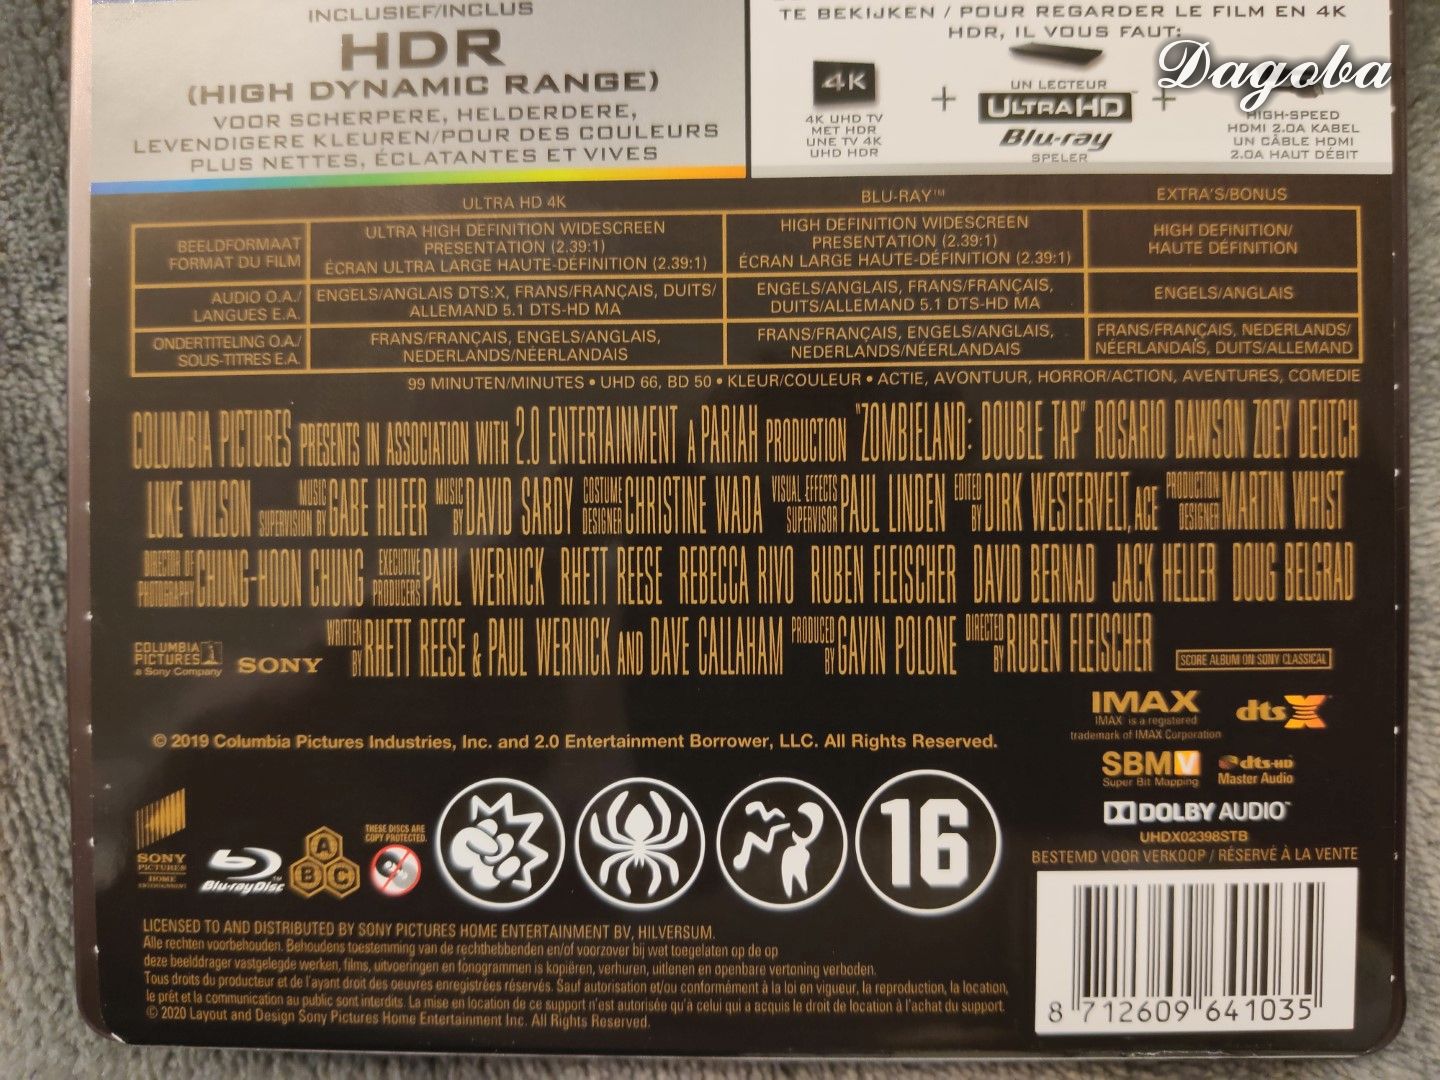 INCLUSIEF/INCLUS
HDR
(HIGH DYNAMIC RANGE)
VOOR SCHERPERE, HELDERDERE,
LEVENDIGERE KLEUREN/POUR DES COULEURS
PLUS NETTES, ÉCLATANTES ET VIVES
TE BEKIJKEN / POUR REGARDER LE FILM EN 4K
HDR, IL VOUS FAUT:
Dagoba
4K
4K UHD TV
MET HDR
UNE TV 4K
UHD HDR
+
UN LECTEUR
ULTRA HD
Blu-ray
SPELER
+
HIGH-SPEED
HDMI 2.0A KABEL
UN CÂBLE HDMI
2.0A HAUT DÉBIT
ULTRA HD 4K
BLU-RAY™
EXTRA'S/BONUS
BEELDFORMAAT
FORMAT DU FILM
ULTRA HIGH DEFINITION WIDESCREEN
PRESENTATION (2.39:1)
ÉCRAN ULTRA LARGE HAUTE-DÉFINITION (2.39:1)
HIGH DEFINITION WIDESCREEN
PRESENTATION (2.39:1)
ÉCRAN LARGE HAUTE-DÉFINITION (2.39:1)
HIGH DEFINITION/
HAUTE DÉFINITION
AUDIO O.A./
LANGUES E.A.
ENGELS/ANGLAIS DTS:X, FRANS/FRANÇAIS, DUITS/
ALLEMAND 5.1 DTS-HD MA
ENGELS/ANGLAIS, FRANS/FRANÇAIS,
DUITS/ALLEMAND 5.1 DTS-HD MA
ENGELS/ANGLAIS
ONDERTITELING O.A./
SOUS-TITRES E.A.
FRANS/FRANÇAIS, ENGELS/ANGLAIS,
NEDERLANDS/NÉERLANDAIS
FRANS/FRANÇAIS, ENGELS/ANGLAIS,
NEDERLANDS/NÉERLANDAIS
FRANS/FRANÇAIS, NEDERLANDS/
NÉERLANDAIS, DUITS/ALLEMAND
99 MINUTEN/MINUTES • UHD 66, BD 50 • KLEUR/COULEUR • ACTIE, AVONTUUR, HORROR/ACTION, AVENTURES, COMEDIE
COLUMBIA PICTURES PRESENTS IN ASSOCIATION WITH 2.0 ENTERTAINMENT A PARIAH PRODUCTION "ZOMBIELAND: DOUBLE TAP" ROSARIO DAWSON ZOEY DEUTCH
LUKE WILSON MUSIC SUPERVISION BY GABE HILFER MUSIC BY DAVID SARDY COSTUME DESIGNER CHRISTINE WADA VISUAL EFFECTS SUPERVISOR PAUL LINDEN EDITED BY DIRK WESTERVELT, ACE PRODUCTION DESIGNER MARTIN WHIST
DIRECTOR OF PHOTOGRAPHY CHUNG-HOON CHUNG EXECUTIVE PRODUCERS PAUL WERNICK RHETT REESE REBECCA RIVO RUBEN FLEISCHER DAVID BERNAD JACK HELLER DOUG BELGRAD
COLUMBIA
PICTURES
a Sony Company
SONY
WRITTEN BY RHETT REESE & PAUL WERNICK AND DAVE CALLAHAM PRODUCED BY GAVIN POLONE DIRECTED BY RUBEN FLEISCHER
SCORE ALBUM ON SONY CLASSICAL
IMAX
IMAX is a registered
trademark of IMAX Corporation
dts X
© 2019 Columbia Pictures Industries, Inc. and 2.0 Entertainment Borrower, LLC. All Rights Reserved.
SBMV
Super Bit Mapping
dts-HD
Master Audio
DOLBY AUDIO™
UHDX02398STB
BESTEMD VOOR VERKOOP / RÉSERVÉ À LA VENTE
SONY
PICTURES
HOME
ENTERTAINMENT
Blu-ray Disc™
A
B C
THESE DISCS ARE
COPY PROTECTED.
16
LICENSED TO AND DISTRIBUTED BY SONY PICTURES HOME ENTERTAINMENT BV, HILVERSUM.
Alle rechten voorbehouden. Behoudens toestemming van de rechthebbenden en/of voorzover bij wet toegelaten op de op
deze beelddrager vastgelegde werken, films, uitvoeringen en fonogrammen is kopiëren, verhuren, uitlenen en openbare vertoning verboden.
Tous droits du producteur et de l'ayant droit des oeuvres enregistrées réservés. Sauf autorisation et/ou conformément à la loi en vigueur, la reproduction, la location,
le prêt et la communication au public sont interdits. La mise en location de ce support n'est autorisée qu'à celui qui a acquis le droit de location à l'achat du support.
© 2020 Layout and Design Sony Pictures Home Entertainment Inc. All Rights Reserved.
8 712609 641035